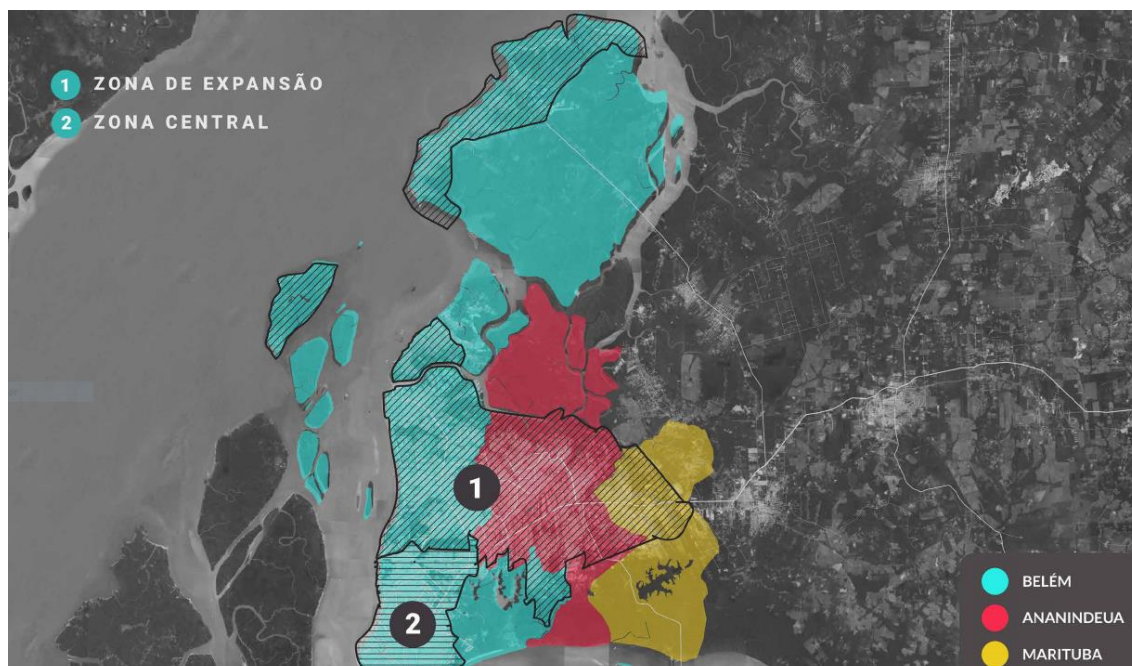 1 ZONA DE EXPANSÃO
2 ZONA CENTRAL
1
2
BELÉM
ANANINDEUA
MARITUBA